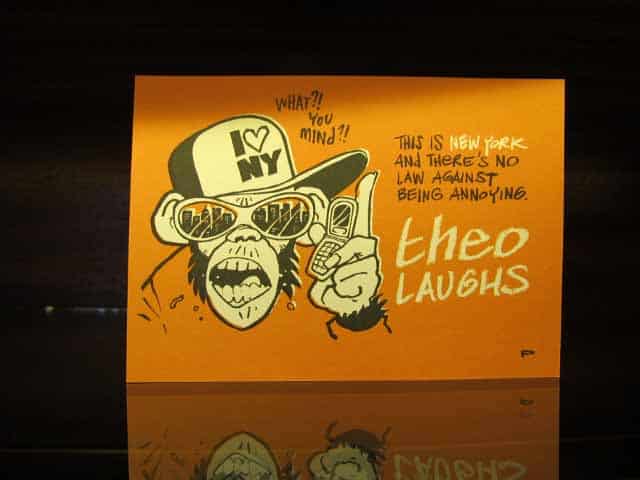 WHAT?!
YOU
MIND?!!
I ♡
NY
THIS IS NEW YORK
AND THERE'S NO
LAW AGAINST
BEING ANNOYING.
theo
LAUGHS